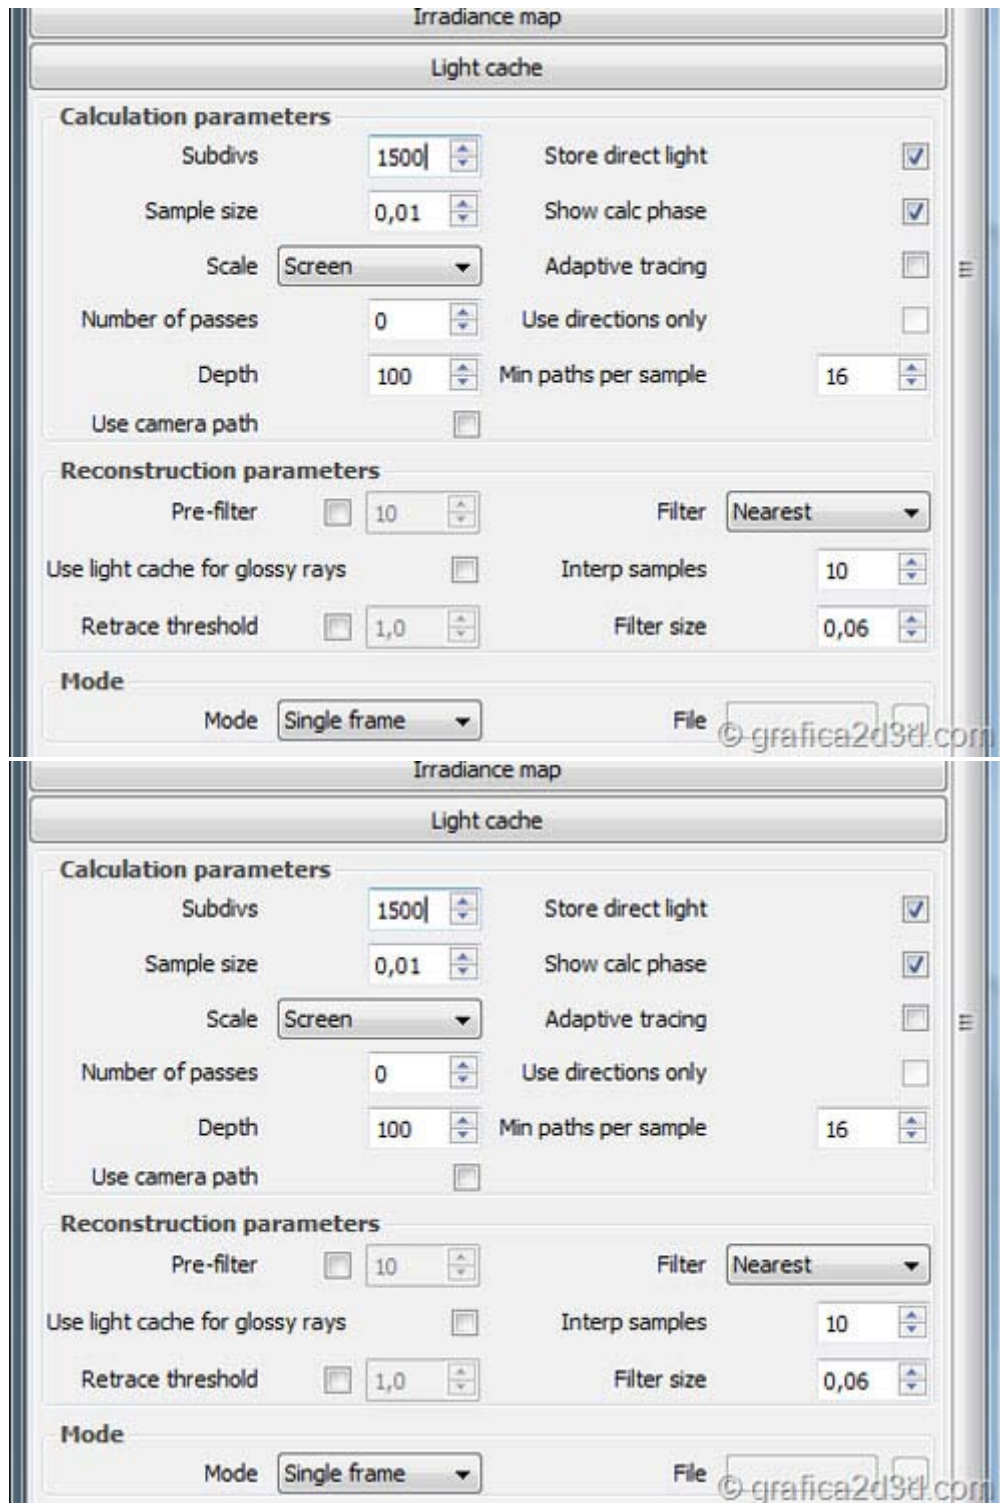 Irradiance map
Light cache
Calculation parameters
Subdivs 1500 Store direct light
Sample size 0,01 Show calc phase
Scale Screen Adaptive tracing
Number of passes 0 Use directions only
Depth 100 Min paths per sample 16
Use camera path
Reconstruction parameters
Pre-filter 10 Filter Nearest
Use light cache for glossy rays Interp samples 10
Retrace threshold 1,0 Filter size 0,06
Mode
Mode Single frame File
© grafica2d3d.com
Irradiance map
Light cache
Calculation parameters
Subdivs 1500 Store direct light
Sample size 0,01 Show calc phase
Scale Screen Adaptive tracing
Number of passes 0 Use directions only
Depth 100 Min paths per sample 16
Use camera path
Reconstruction parameters
Pre-filter 10 Filter Nearest
Use light cache for glossy rays Interp samples 10
Retrace threshold 1,0 Filter size 0,06
Mode
Mode Single frame File
© grafica2d3d.com